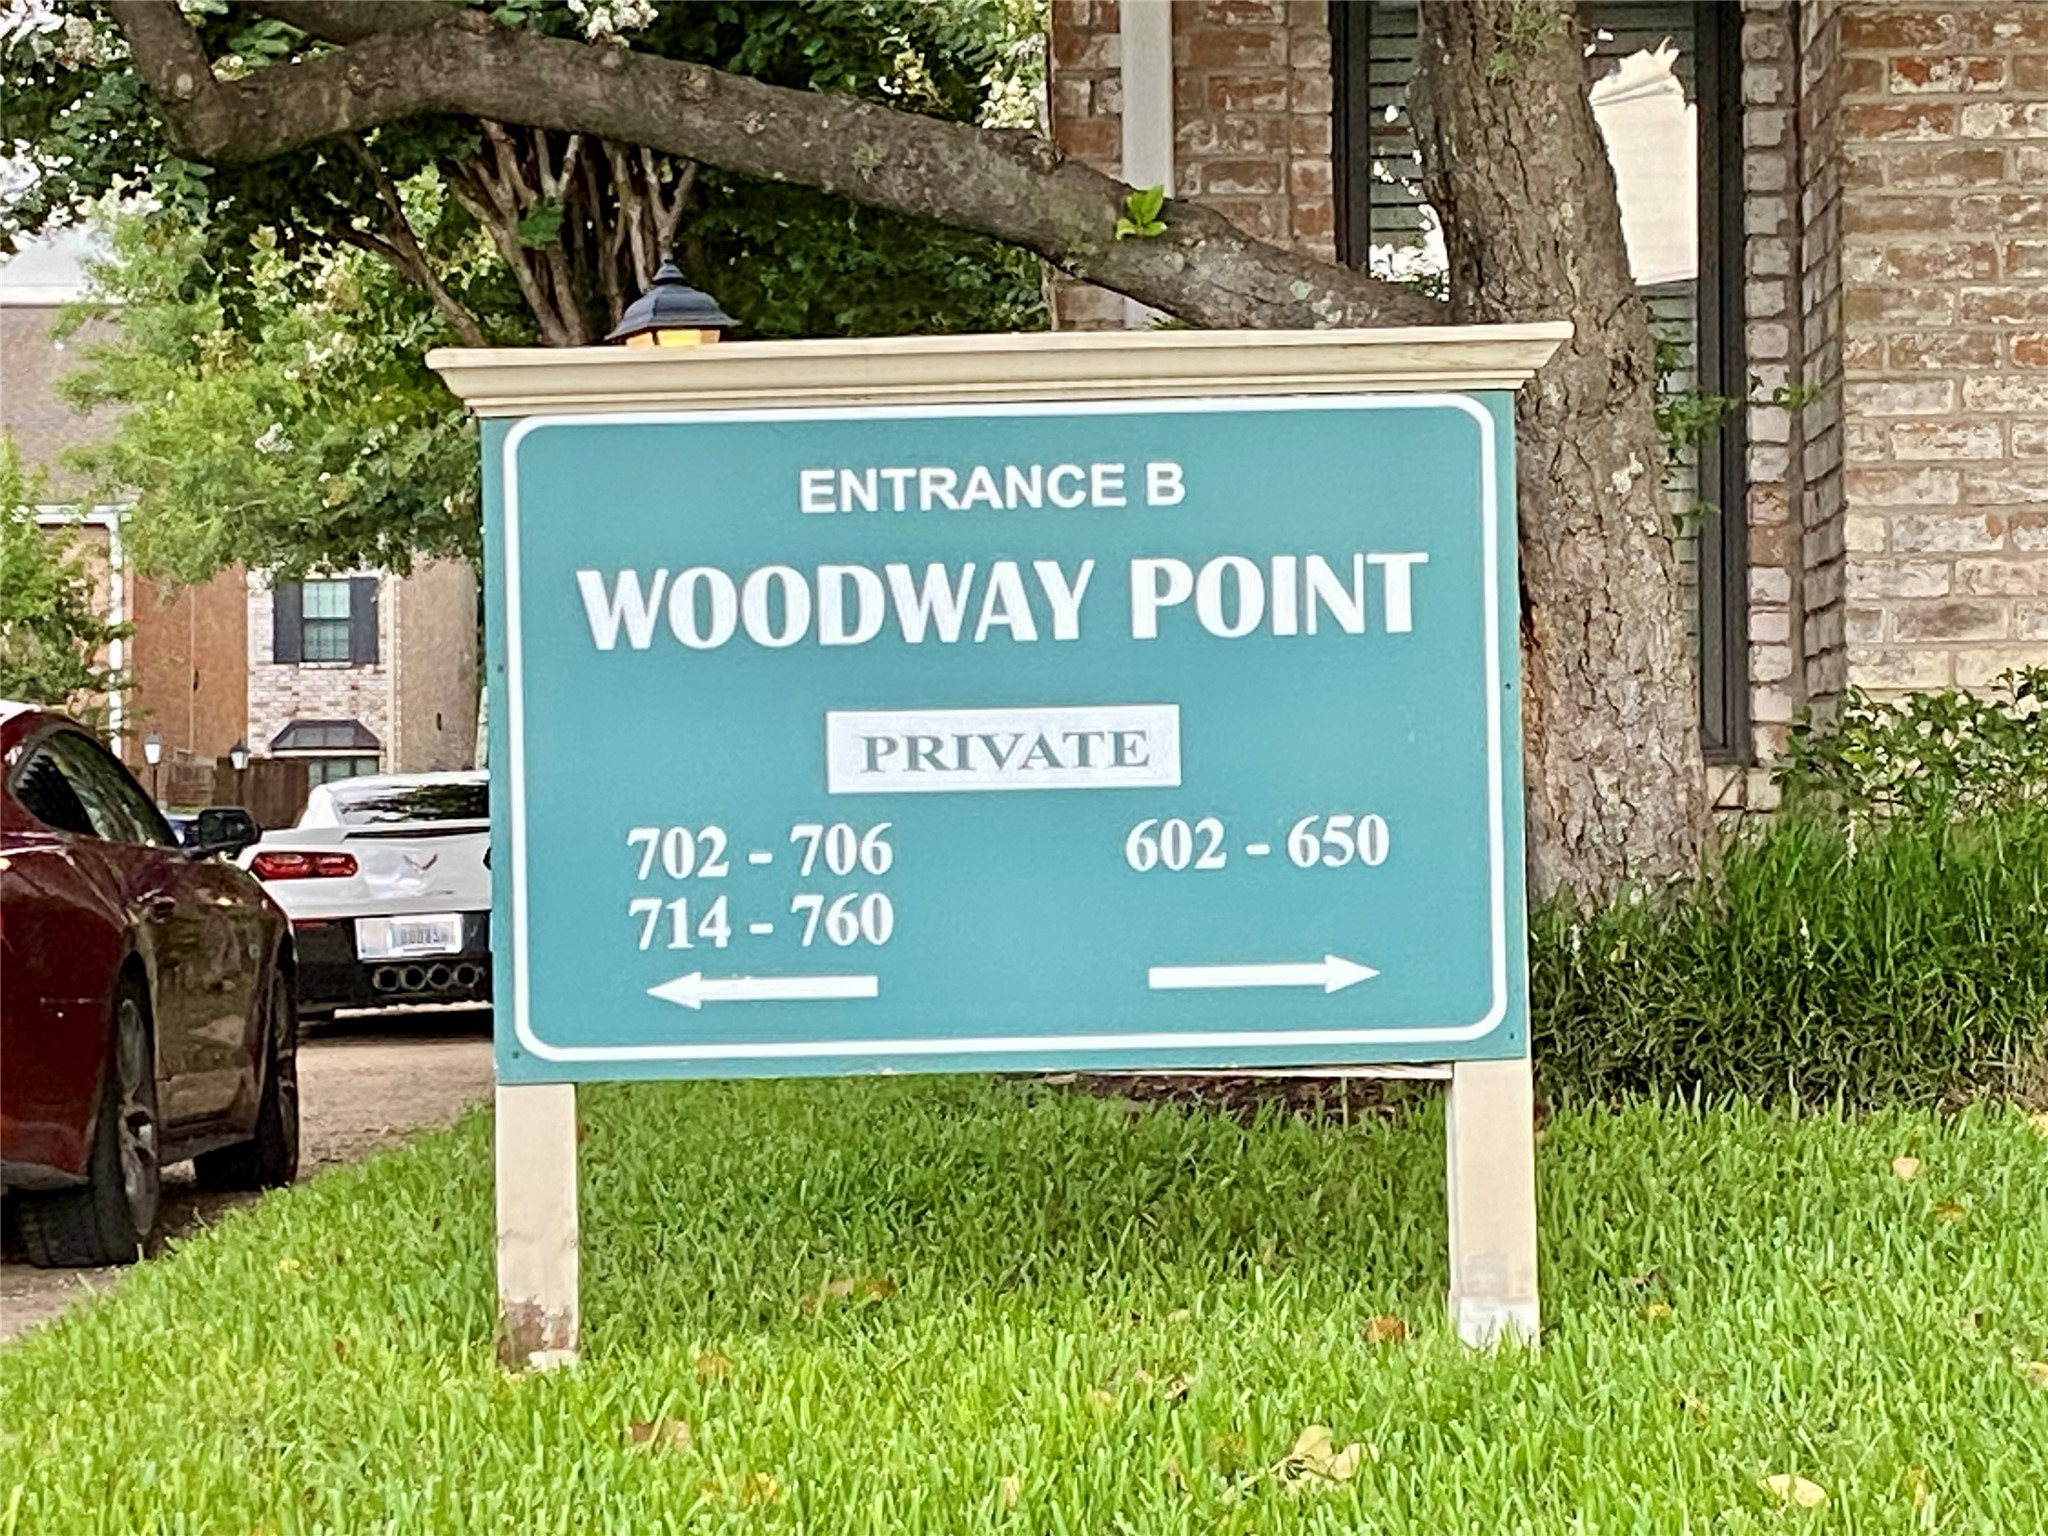 ENTRANCE B
WOODWAY POINT
PRIVATE
702 - 706
714 - 760
602 - 650